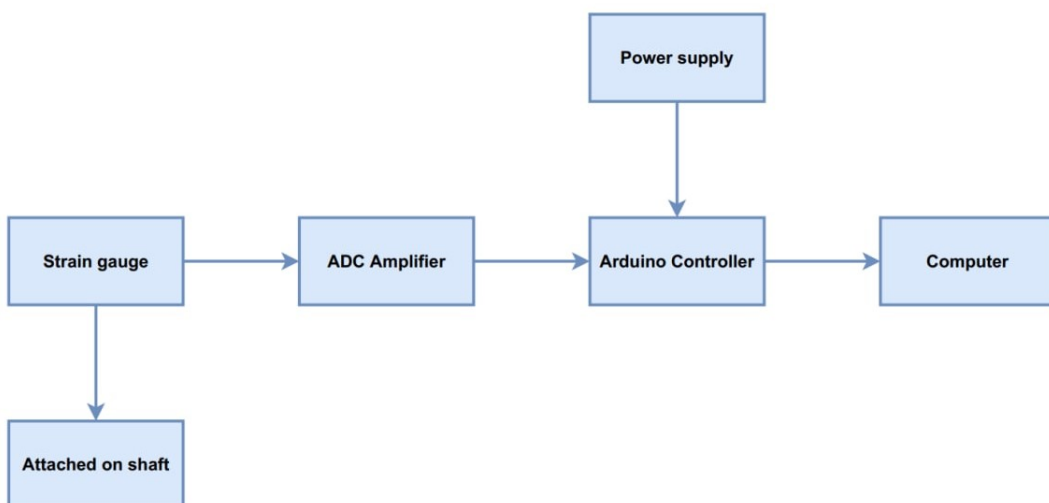 Power supply
Strain gauge
ADC Amplifier
Arduino Controller
Computer
Attached on shaft